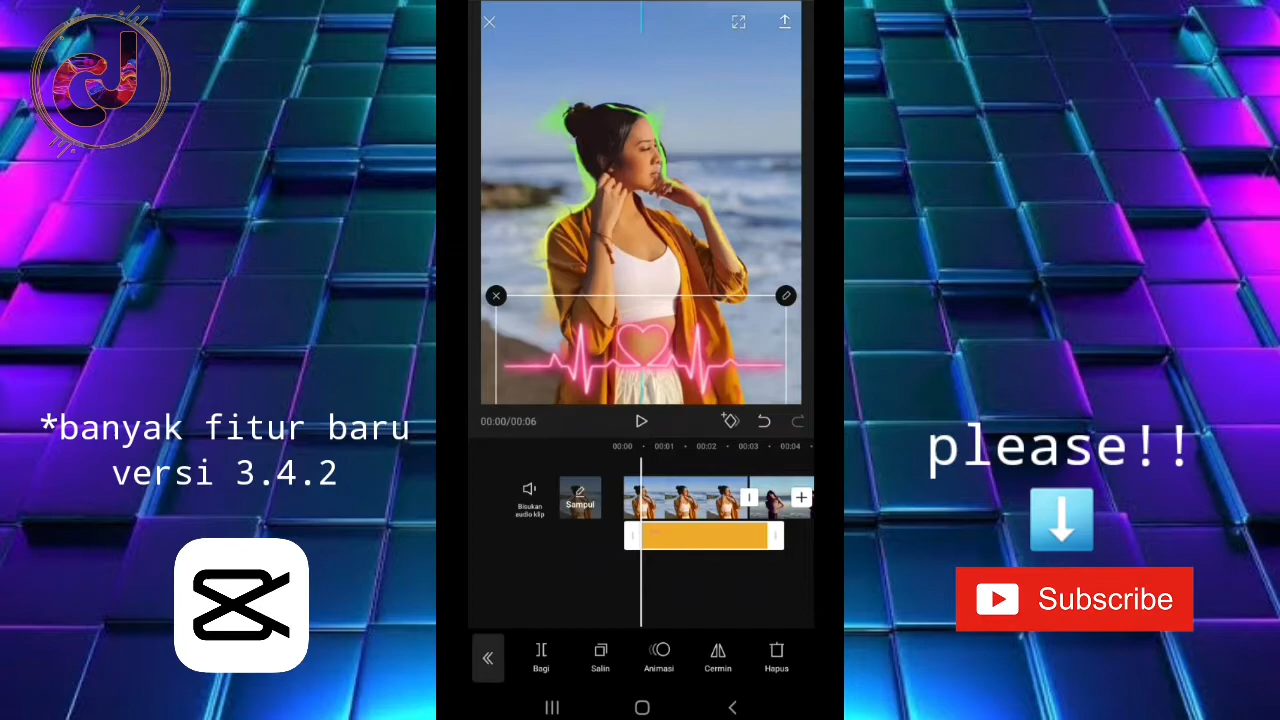 *banyak fitur baru
versi 3.4.2
00:00/00:06
00:00
00:01
00:02
00:03
00:04
Bisukan
audio klip
Sampul
Bagi
Salin
Animasi
Cermin
Hapus
please!!
Subscribe